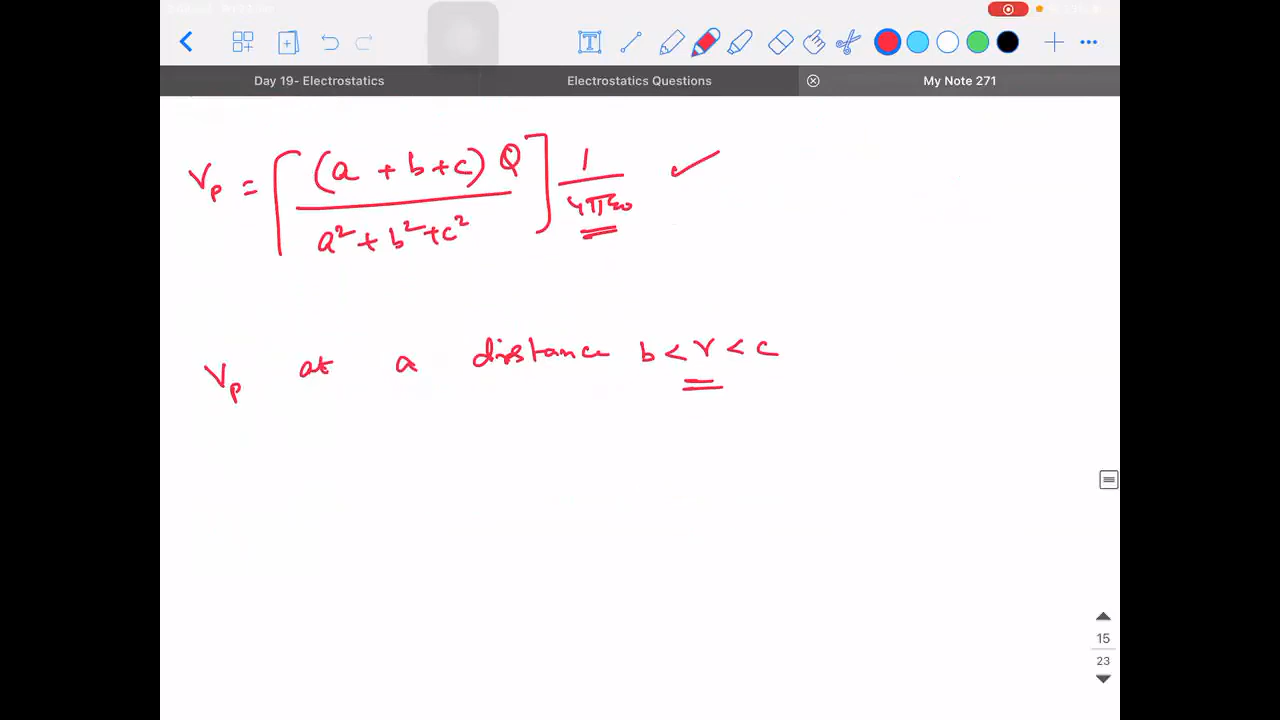 Day 19- Electrostatics Electrostatics Questions My Note 271
Vp = [(a + b + c) Q / a² + b² + c²] 1 / 4πε₀ ✓
Vp at a distance b < r < c
15
23